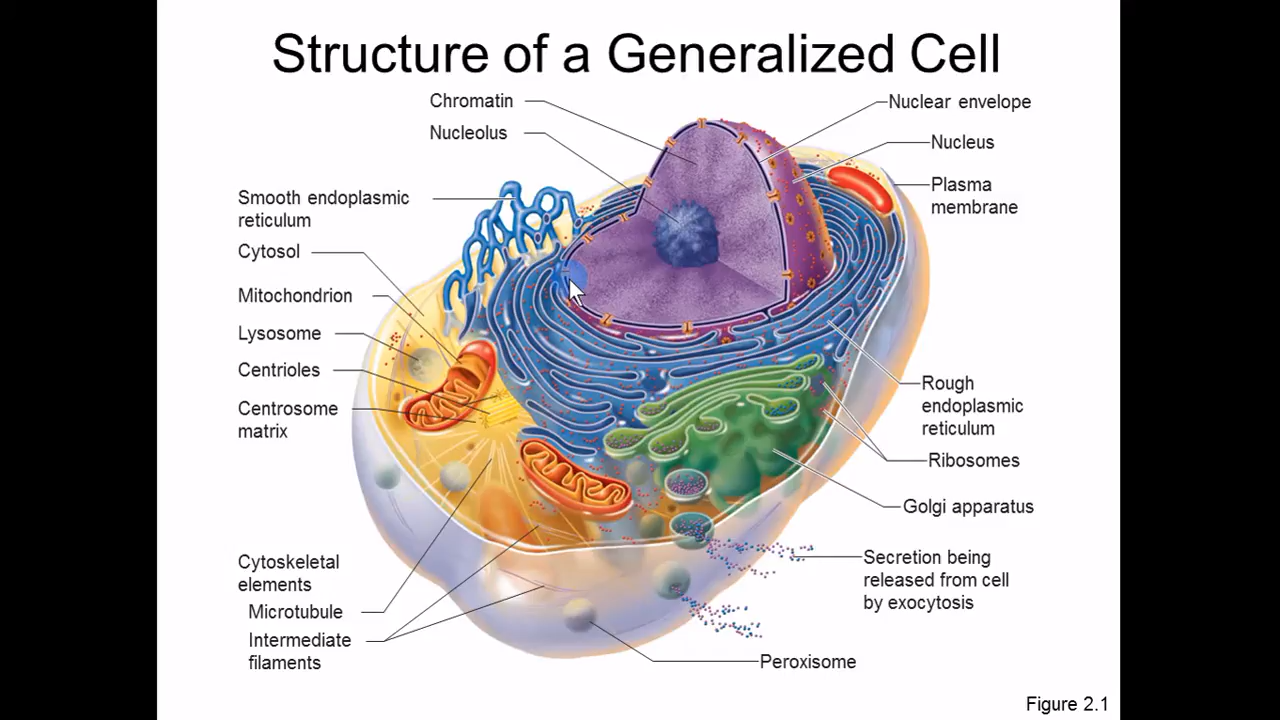 Structure of a Generalized Cell
Chromatin
Nucleolus
Smooth endoplasmic
reticulum
Cytosol
Mitochondrion
Lysosome
Centrioles
Centrosome
matrix
Cytoskeletal
elements
Microtubule
Intermediate
filaments
Nuclear envelope
Nucleus
Plasma
membrane
Rough
endoplasmic
reticulum
Ribosomes
Golgi apparatus
Secretion being
released from cell
by exocytosis
Peroxisome
Figure 2.1